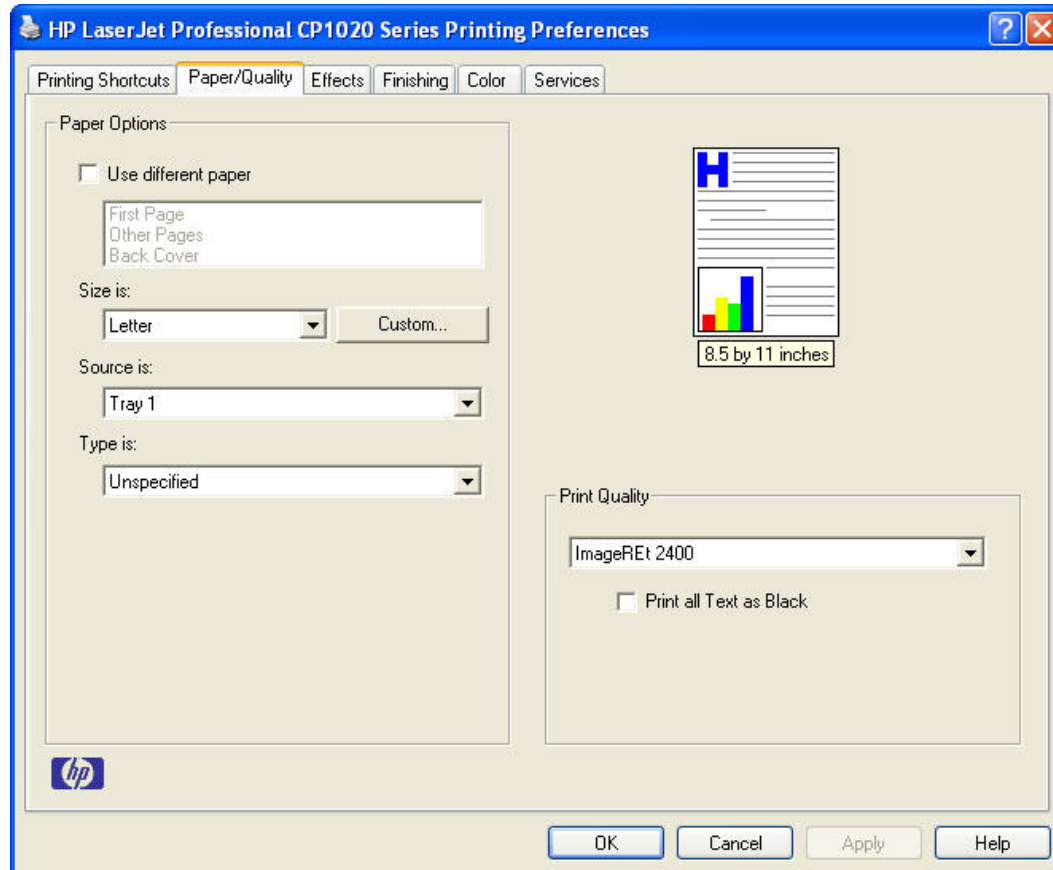 HP LaserJet Professional CP1020 Series Printing Preferences
Printing Shortcuts Paper/Quality Effects Finishing Color Services
Paper Options
Use different paper
First Page
Other Pages
Back Cover
Size is:
Letter Custom...
Source is:
Tray 1
Type is:
Unspecified
H
8.5 by 11 inches
Print Quality
ImageREt 2400
Print all Text as Black
hp
OK Cancel Apply Help